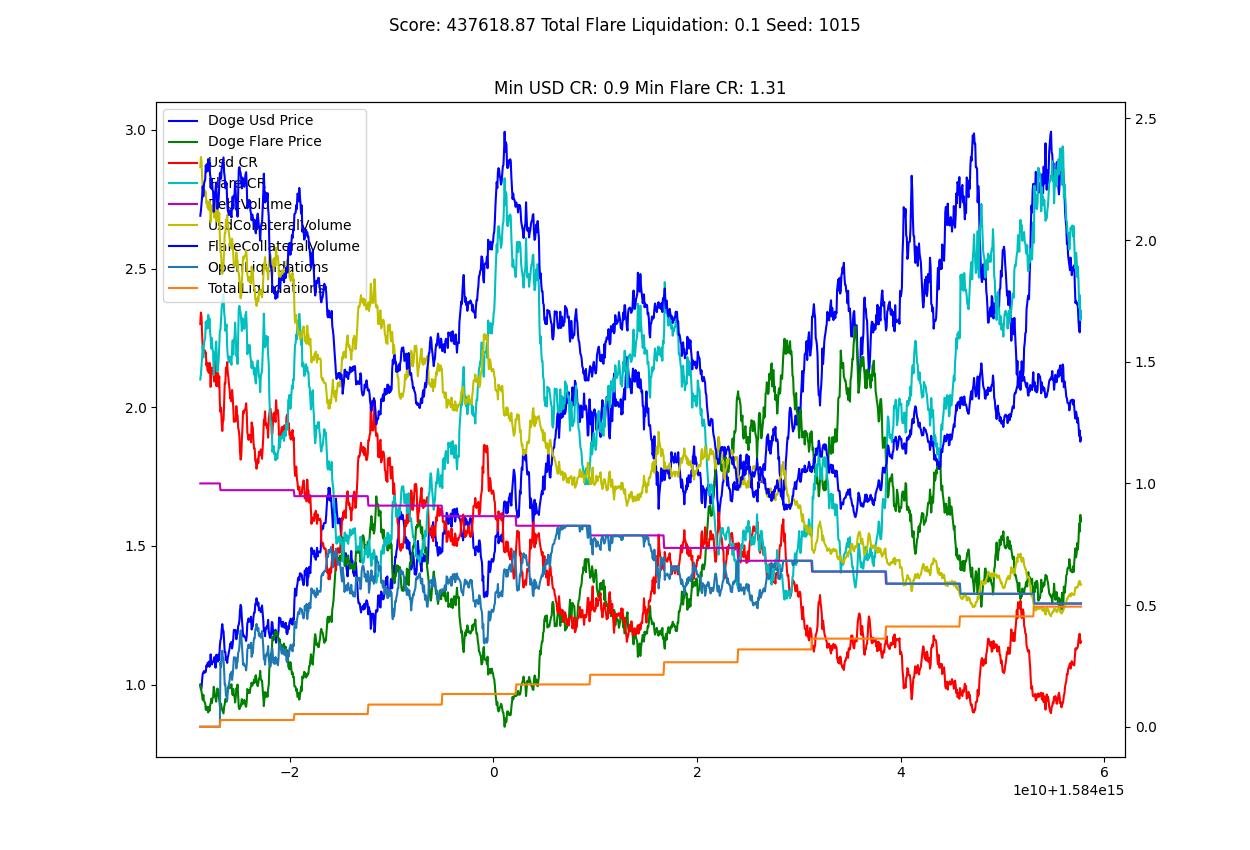 Score: 437618.87 Total Flare Liquidation: 0.1 Seed: 1015
Min USD CR: 0.9 Min Flare CR: 1.31
Doge Usd Price
Doge Flare Price
Usd CR
Flare CR
DebtVolume
UsdCollateralVolume
FlareCollateralVolume
OpenLiquidations
TotalLiquidations
3.0
2.5
2.0
1.5
1.0
2.5
2.0
1.5
1.0
0.5
0.0
−2
0
2
4
6
1e10+1.584e15